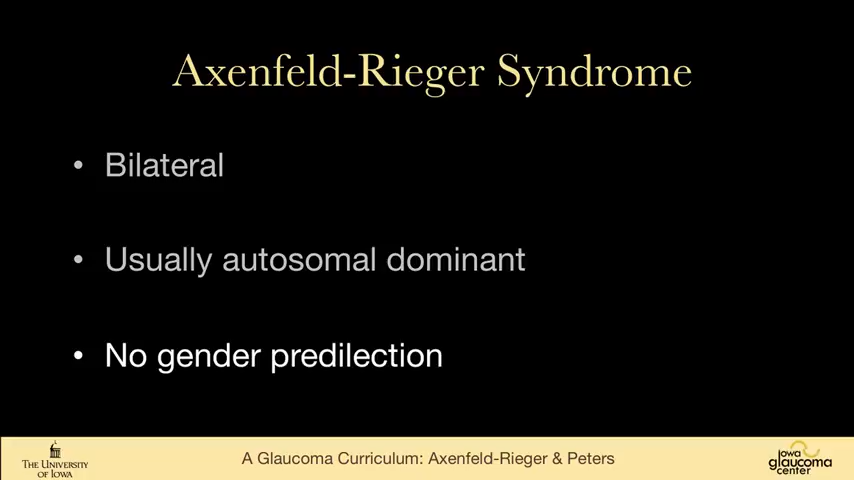 Axenfeld-Rieger Syndrome
• Bilateral
• Usually autosomal dominant
• No gender predilection
THE UNIVERSITY
OF IOWA
A Glaucoma Curriculum: Axenfeld-Rieger & Peters
iowa
glaucoma
center